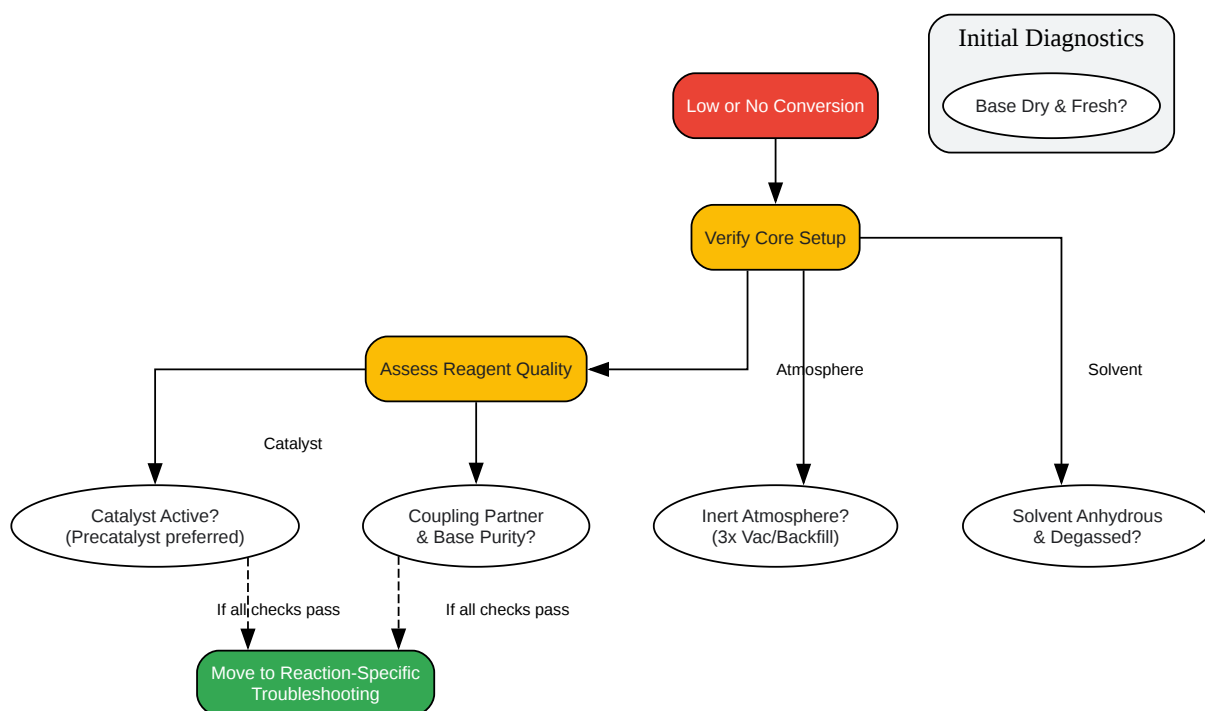 Initial Diagnostics
Low or No Conversion
Base Dry & Fresh?
Verify Core Setup
Assess Reagent Quality
Atmosphere
Solvent
Catalyst
Catalyst Active?
(Precatalyst preferred)
Coupling Partner
& Base Purity?
Inert Atmosphere?
(3x Vac/Backfill)
Solvent Anhydrous
& Degassed?
If all checks pass
If all checks pass
Move to Reaction-Specific
Troubleshooting